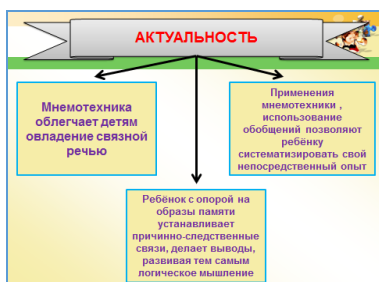 АКТУАЛЬНОСТЬ
Мнемотехника
облегчает детям
овладение связной
речью
Применения
мнемотехники ,
использование
обобщений позволяют
ребёнку
систематизировать свой
непосредственный опыт
Ребёнок с опорой на
образы памяти
устанавливает
причинно-следственные
связи, делает выводы,
развивая тем самым
логическое мышление